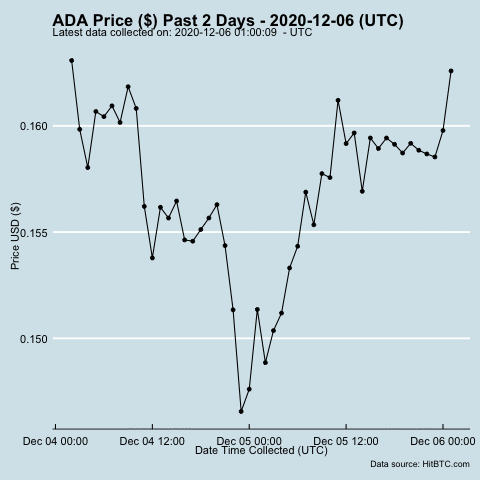 ADA Price ($) Past 2 Days - 2020-12-06 (UTC)
Latest data collected on: 2020-12-06 01:00:09 - UTC
0.160
0.155
0.150
Price USD ($)
Dec 04 00:00 Dec 04 12:00 Dec 05 00:00 Dec 05 12:00 Dec 06 00:00
Date Time Collected (UTC)
Data source: HitBTC.com